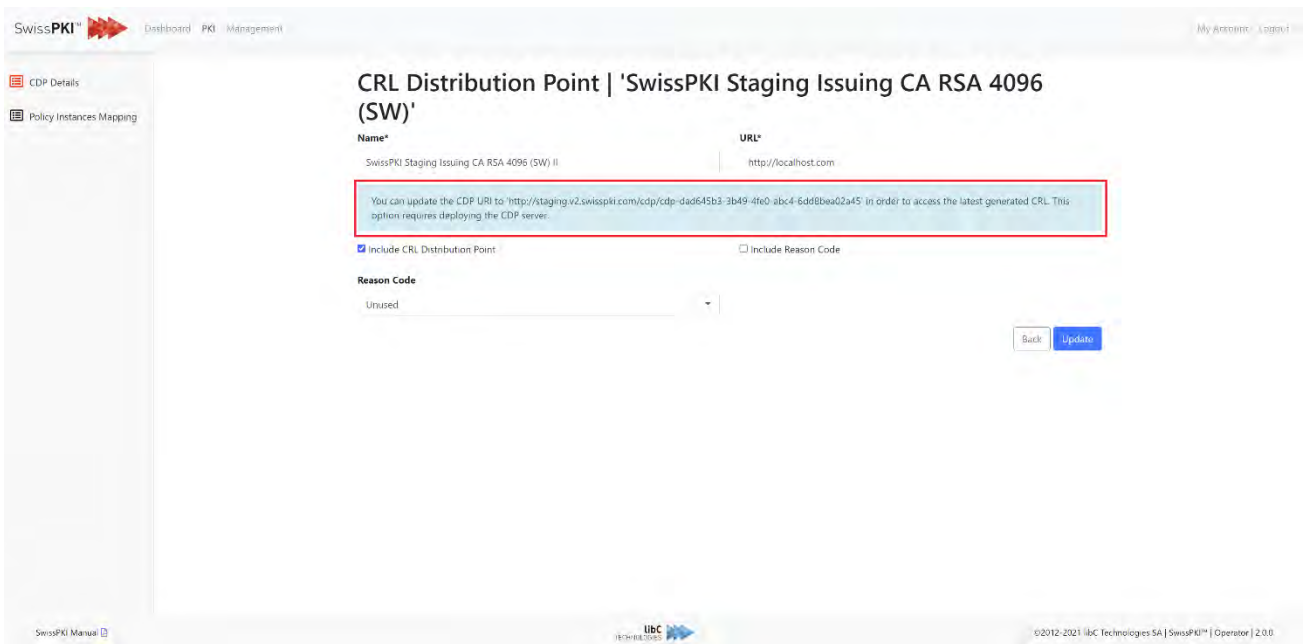 SwissPKI™ Dashboard PKI Management My Account Logout
CDP Details
Policy Instances Mapping
CRL Distribution Point | 'SwissPKI Staging Issuing CA RSA 4096
(SW)'
Name* URL*
SwissPKI Staging Issuing CA RSA 4096 (SW) II http://localhost.com
You can update the CDP URI to 'http://staging.v2.swisspki.com/cdp/cdp-dad645b3-3b49-4fe0-abc4-6dd8bea02a45' in order to access the latest generated CRL. This
option requires deploying the CDP server.
Include CRL Distribution Point Include Reason Code
Reason Code
Unused
Back Update
SwissPKI Manual libC ©2012-2021 libC Technologies SA | SwissPKI™ | Operator | 2.0.0
TECHNOLOGIES